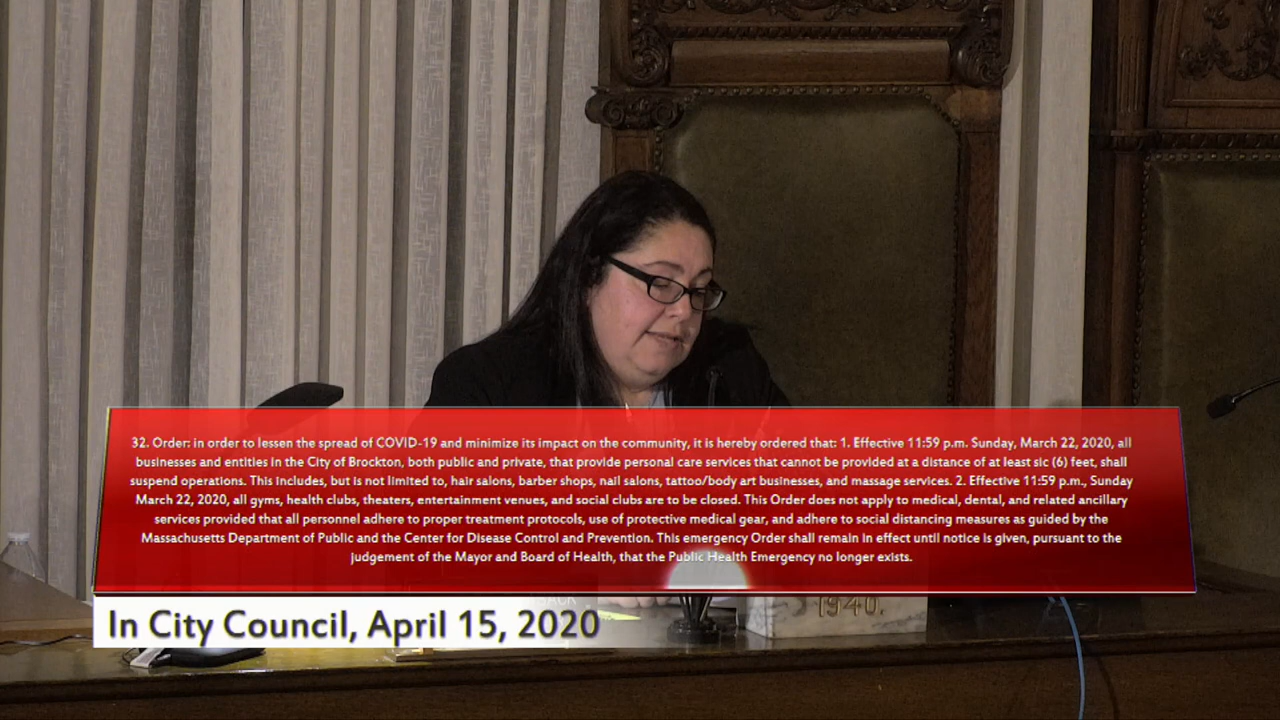 32. Order: in order to lessen the spread of COVID-19 and minimize its impact on the community, it is hereby ordered that: 1. Effective 11:59 p.m. Sunday, March 22, 2020, all
businesses and entities in the City of Brockton, both public and private, that provide personal care services that cannot be provided at a distance of at least sic (6) feet, shall
suspend operations. This includes, but is not limited to, hair salons, barber shops, nail salons, tattoo/body art businesses, and massage services. 2. Effective 11:59 p.m., Sunday
March 22, 2020, all gyms, health clubs, theaters, entertainment venues, and social clubs are to be closed. This Order does not apply to medical, dental, and related ancillary
services provided that all personnel adhere to proper treatment protocols, use of protective medical gear, and adhere to social distancing measures as guided by the
Massachusetts Department of Public and the Center for Disease Control and Prevention. This emergency Order shall remain in effect until notice is given, pursuant to the
judgement of the Mayor and Board of Health, that the Public Health Emergency no longer exists.
1940.
In City Council, April 15, 2020